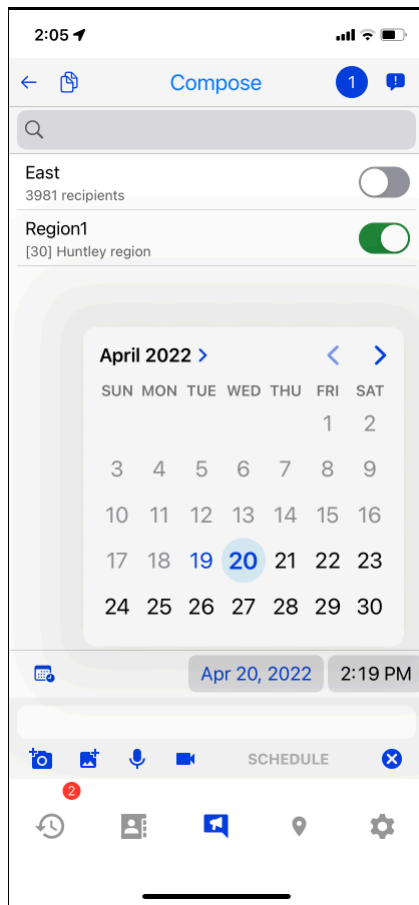 2:05
Compose
1
East
3981 recipients
Region1
[30] Huntley region
April 2022
SUN MON TUE WED THU FRI SAT
1 2
3 4 5 6 7 8 9
10 11 12 13 14 15 16
17 18 19 20 21 22 23
24 25 26 27 28 29 30
Apr 20, 2022 2:19 PM
SCHEDULE
2